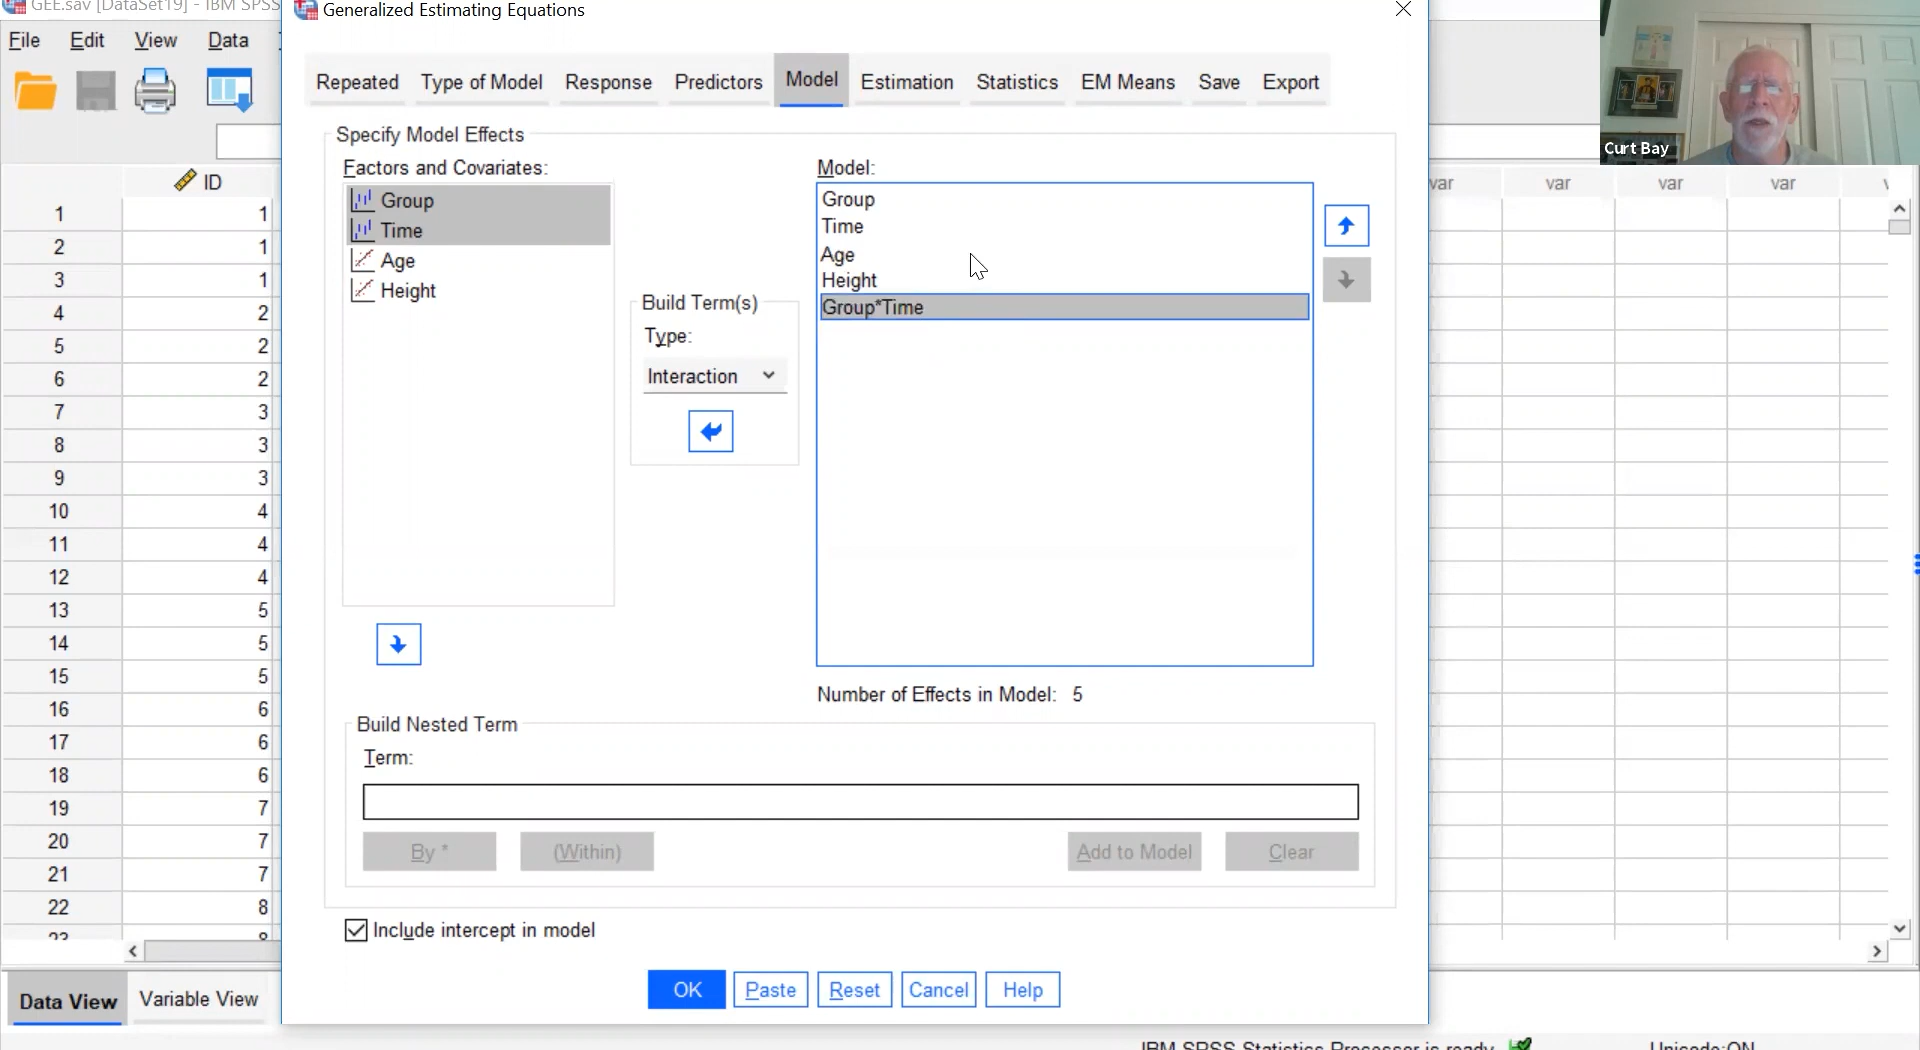 GEE.sav [DataSet19] - IBM SPSS
Generalized Estimating Equations
File Edit View Data
Repeated Type of Model Response Predictors Model Estimation Statistics EM Means Save Export
Curt Bay
Specify Model Effects
Factors and Covariates:
Model:
ID
var var var var
Group
Time
Age
Height
Group
Time
Age
Height
Group*Time
Build Term(s)
Type:
Interaction
1 1
2 1
3 1
4 2
5 2
6 2
7 3
8 3
9 3
10 4
11 4
12 4
13 5
14 5
15 5
16 6
17 6
18 6
19 7
20 7
21 7
22 8
23 8
Number of Effects in Model: 5
Build Nested Term
Term:
By * (Within) Add to Model Clear
Include intercept in model
OK Paste Reset Cancel Help
Data View Variable View
IBM SPSS Statistics Processor is ready Unicode:ON